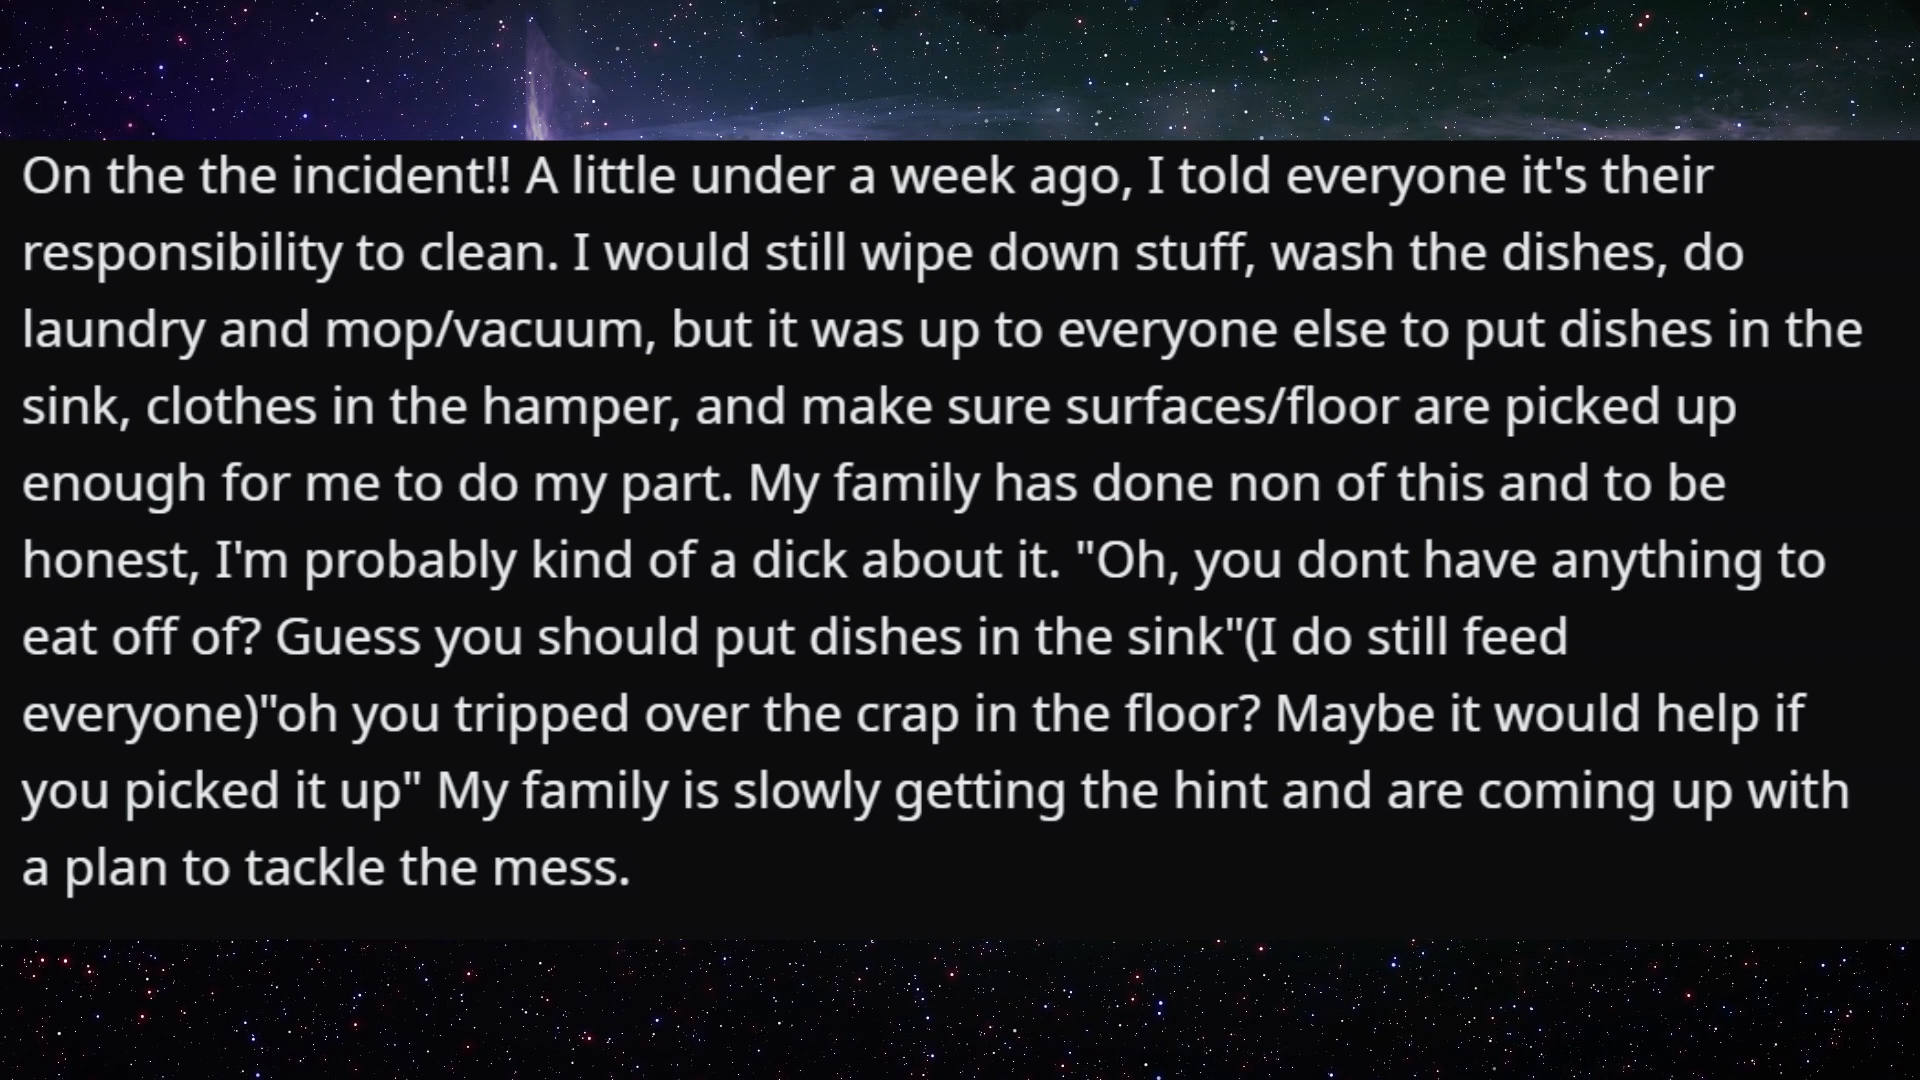 On the the incident!! A little under a week ago, I told everyone it's their
responsibility to clean. I would still wipe down stuff, wash the dishes, do
laundry and mop/vacuum, but it was up to everyone else to put dishes in the
sink, clothes in the hamper, and make sure surfaces/floor are picked up
enough for me to do my part. My family has done non of this and to be
honest, I'm probably kind of a dick about it. "Oh, you dont have anything to
eat off of? Guess you should put dishes in the sink"(I do still feed
everyone)"oh you tripped over the crap in the floor? Maybe it would help if
you picked it up" My family is slowly getting the hint and are coming up with
a plan to tackle the mess.